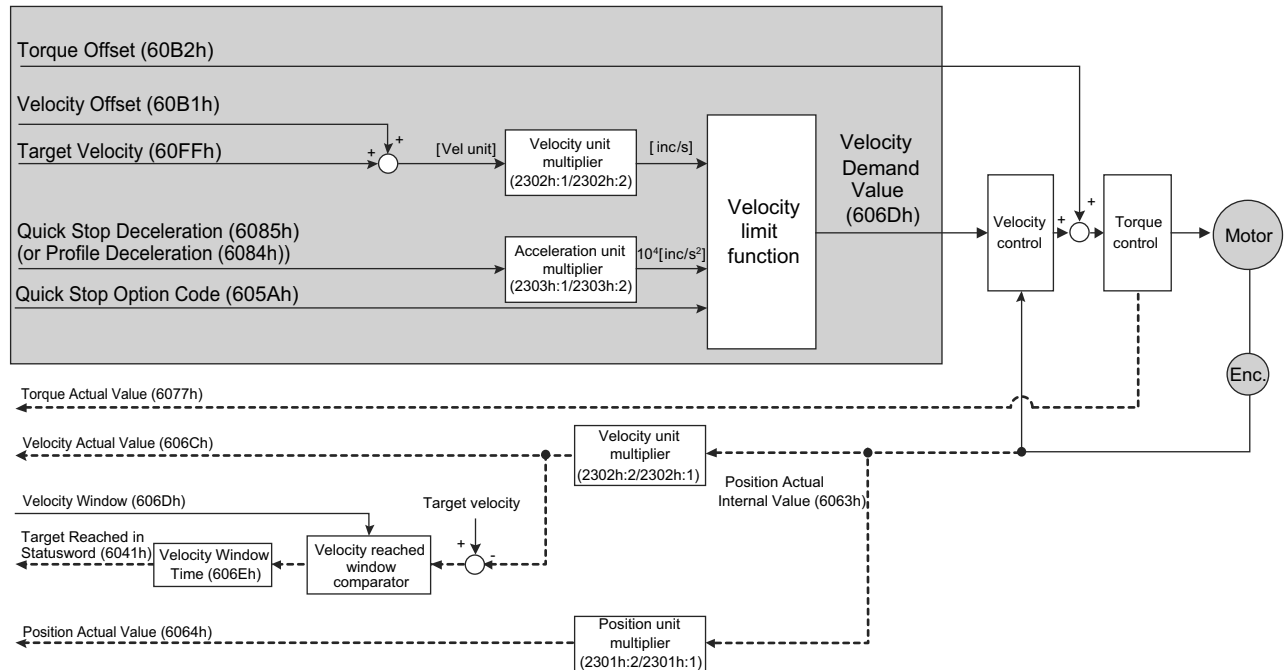 Torque Offset (60B2h)
Velocity Offset (60B1h)
+
Target Velocity (60FFh)
+
[Vel unit]
Velocity unit
multiplier
(2302h:1/2302h:2)
[ inc/s]
Quick Stop Deceleration (6085h)
(or Profile Deceleration (6084h))
Acceleration unit
multiplier
(2303h:1/2303h:2)
10⁴[inc/s²]
Quick Stop Option Code (605Ah)
Velocity
limit
function
Velocity
Demand
Value
(606Dh)
Velocity
control
+
+
Torque
control
Motor
Enc.
Torque Actual Value (6077h)
Velocity Actual Value (606Ch)
Velocity unit
multiplier
(2302h:2/2302h:1)
Position Actual
Internal Value (6063h)
Velocity Window (606Dh)
Target velocity
Target Reached in
Statusword (6041h)
Velocity Window
Time (606Eh)
Velocity reached
window
comparator
+
-
Position Actual Value (6064h)
Position unit
multiplier
(2301h:2/2301h:1)